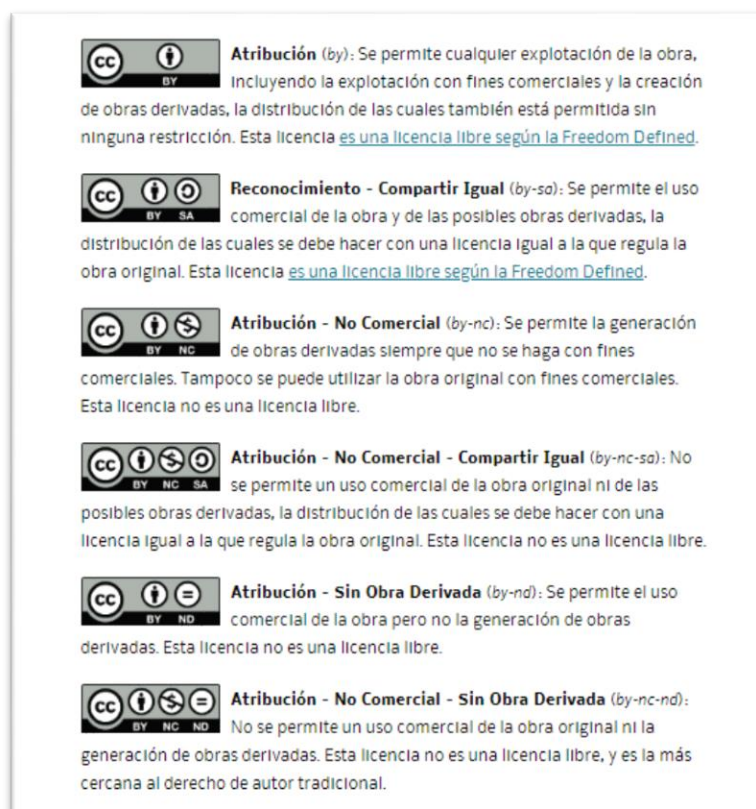 cc BY
Atribución (by): Se permite cualquier explotación de la obra,
incluyendo la explotación con fines comerciales y la creación
de obras derivadas, la distribución de las cuales también está permitida sin
ninguna restricción. Esta licencia es una licencia libre según la Freedom Defined.
cc BY SA
Reconocimiento - Compartir Igual (by-sa): Se permite el uso
comercial de la obra y de las posibles obras derivadas, la
distribución de las cuales se debe hacer con una licencia igual a la que regula la
obra original. Esta licencia es una licencia libre según la Freedom Defined.
cc BY NC
Atribución - No Comercial (by-nc): Se permite la generación
de obras derivadas siempre que no se haga con fines
comerciales. Tampoco se puede utilizar la obra original con fines comerciales.
Esta licencia no es una licencia libre.
cc BY NC SA
Atribución - No Comercial - Compartir Igual (by-nc-sa): No
se permite un uso comercial de la obra original ni de las
posibles obras derivadas, la distribución de las cuales se debe hacer con una
licencia igual a la que regula la obra original. Esta licencia no es una licencia libre.
cc BY ND
Atribución - Sin Obra Derivada (by-nd): Se permite el uso
comercial de la obra pero no la generación de obras
derivadas. Esta licencia no es una licencia libre.
cc BY NC ND
Atribución - No Comercial - Sin Obra Derivada (by-nc-nd):
No se permite un uso comercial de la obra original ni la
generación de obras derivadas. Esta licencia no es una licencia libre, y es la más
cercana al derecho de autor tradicional.